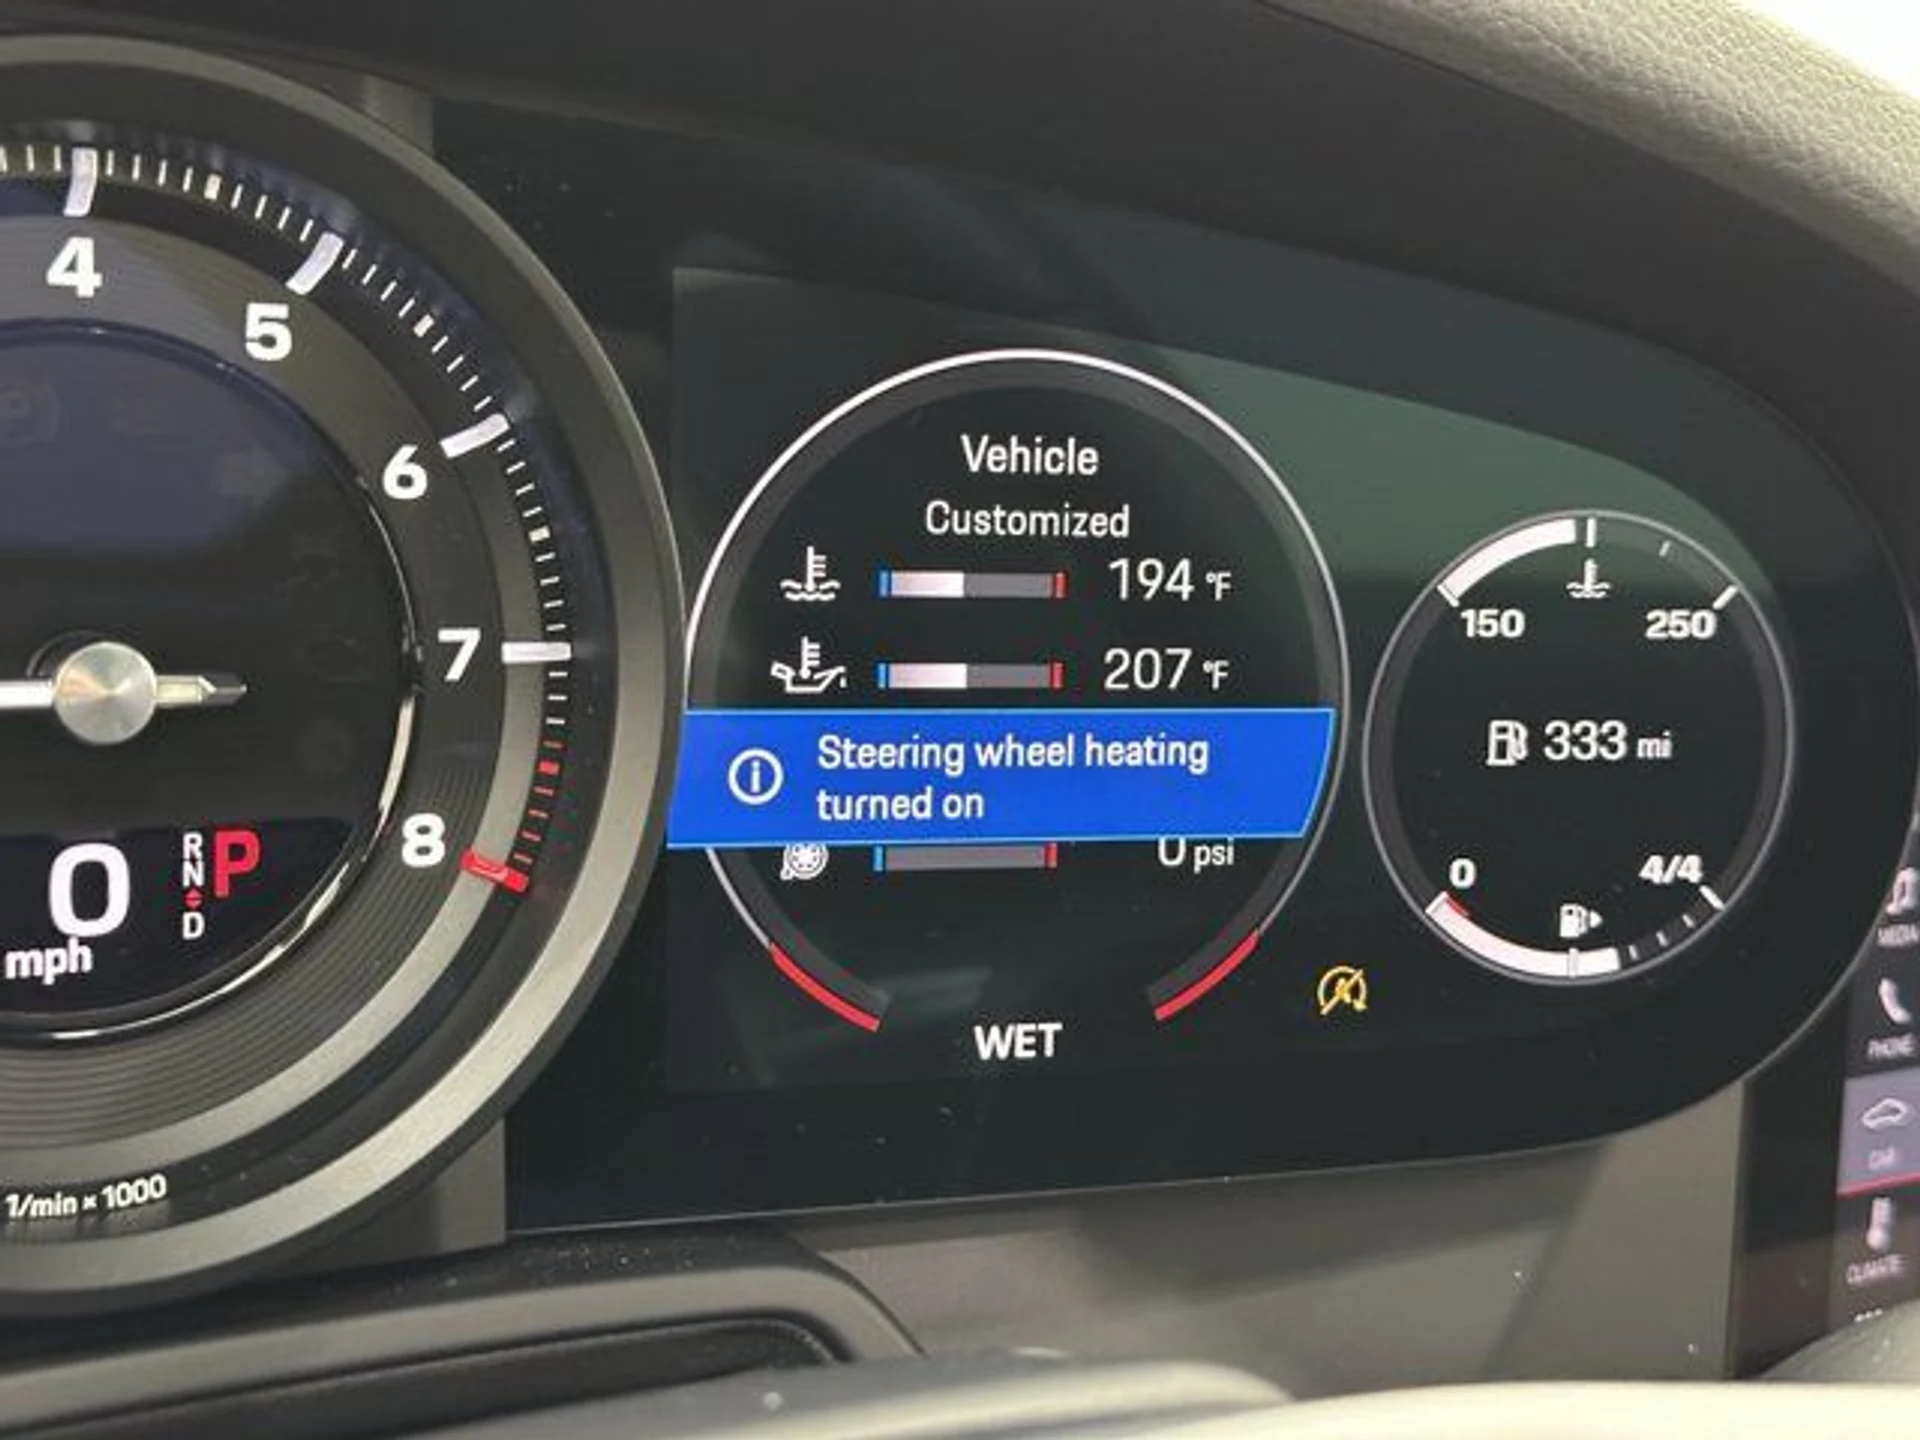 4
5
6
7
8
0
mph
R
N
D
P
1/min x 1000
Vehicle
Customized
194 °F
207 °F
Steering wheel heating
turned on
0 psi
WET
150
250
333 mi
0
4/4
MEDIA
PHONE
CAR
CLIMATE